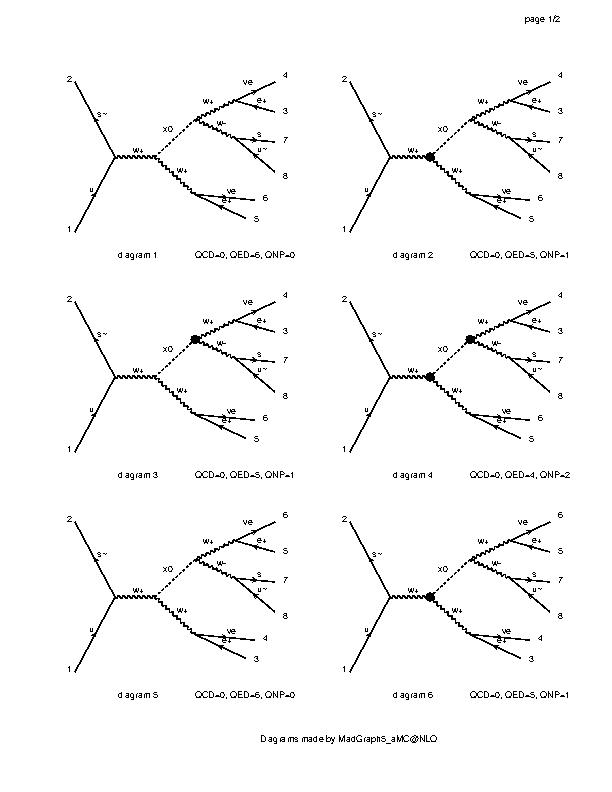 page 1/2
2
s~
u
1
w+
x0
w+
ve
4
e+
3
w-
s
7
u~
8
w+
ve
6
e+
5
diagram 1 QCD=0, QED=6, QNP=0
2
s~
u
1
w+
x0
w+
ve
4
e+
3
w-
s
7
u~
8
w+
ve
6
e+
5
diagram 2 QCD=0, QED=5, QNP=1
2
s~
u
1
w+
x0
w+
ve
4
e+
3
w-
s
7
u~
8
w+
ve
6
e+
5
diagram 3 QCD=0, QED=5, QNP=1
2
s~
u
1
w+
x0
w+
ve
4
e+
3
w-
s
7
u~
8
w+
ve
6
e+
5
diagram 4 QCD=0, QED=4, QNP=2
2
s~
u
1
w+
x0
w+
ve
6
e+
5
w-
s
7
u~
8
w+
ve
4
e+
3
diagram 5 QCD=0, QED=6, QNP=0
2
s~
u
1
w+
x0
w+
ve
6
e+
5
w-
s
7
u~
8
w+
ve
4
e+
3
diagram 6 QCD=0, QED=5, QNP=1
Diagrams made by MadGraph5_aMC@NLO